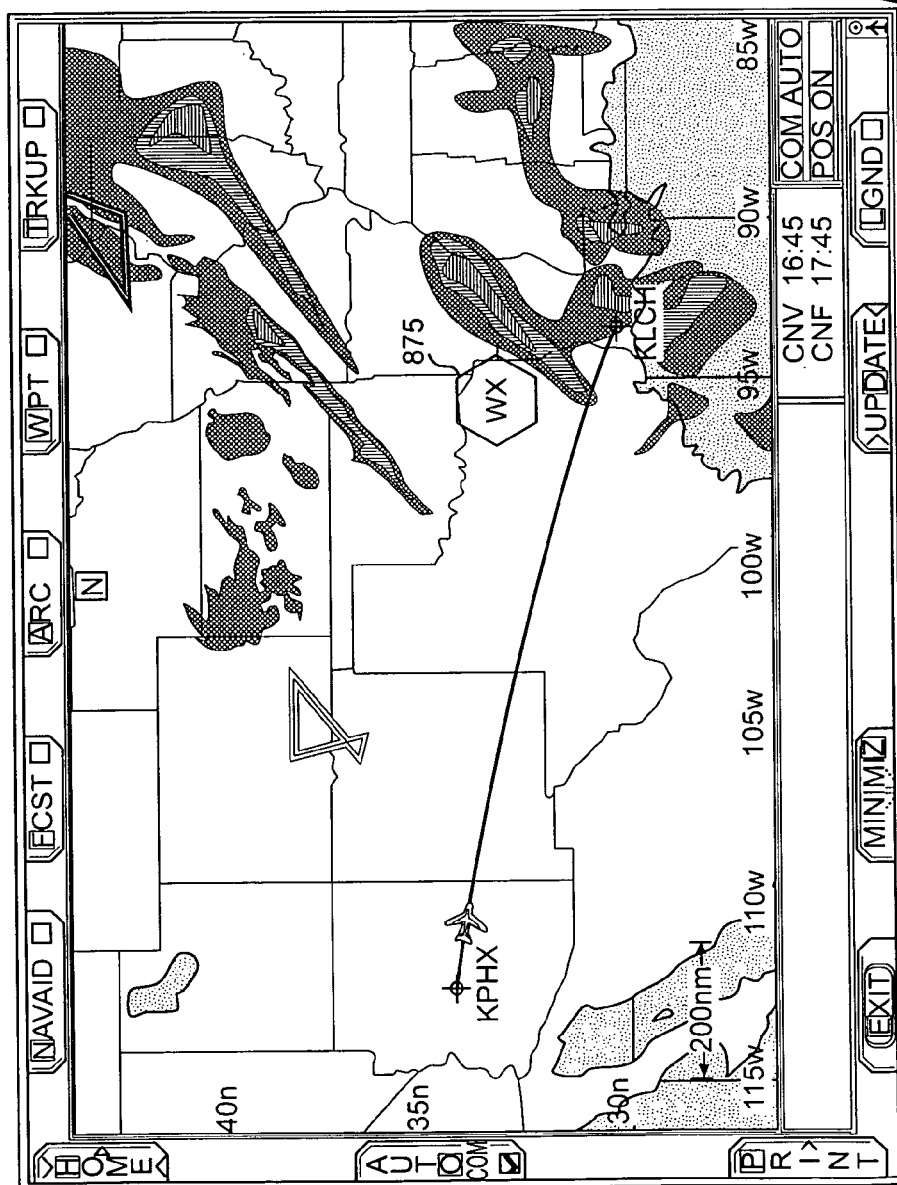 NAVAID
FCST
ARC
WPT
TRKUP
>HOME<
AUTO
COM
PRINT
N
40n
35n
30n
KPHX
875
WX
KLCH
200nm
115w
110w
105w
100w
95w
90w
85w
CNV 16:45
CNF 17:45
COM AUTO
POS ON
EXIT
MINIMIZ
>UPDATE<
LGND